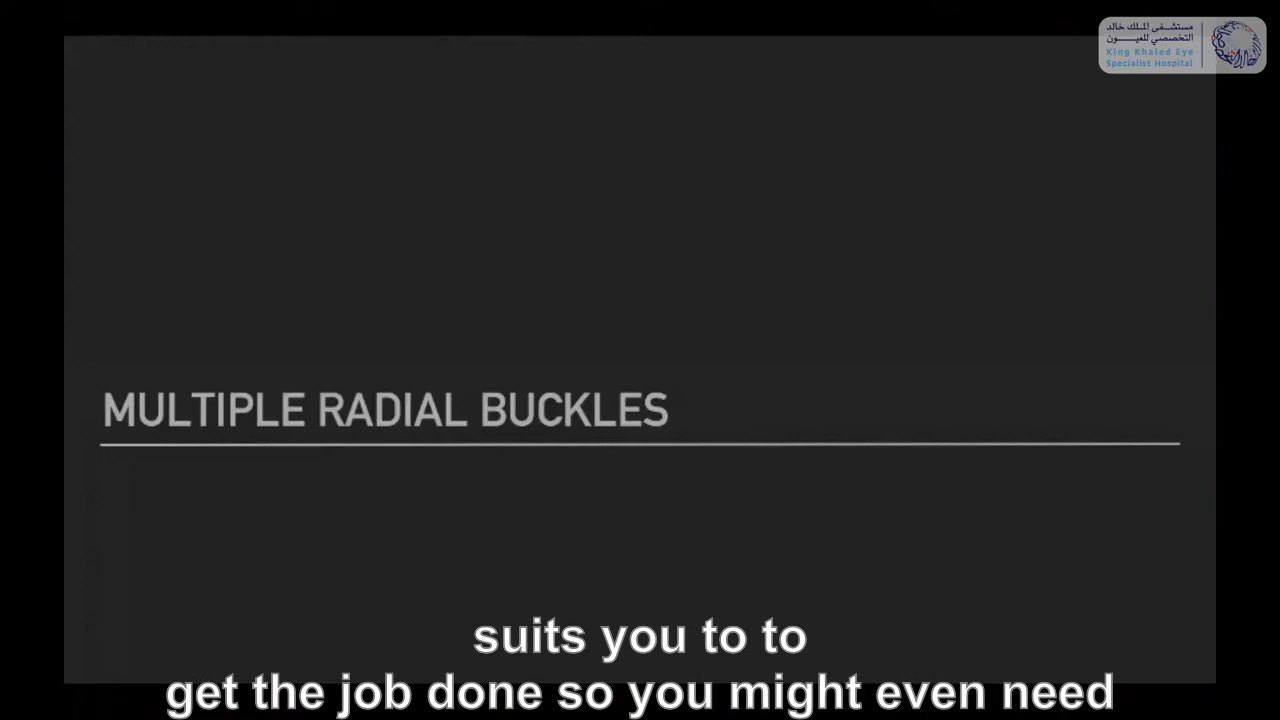 مستشفى الملك خالد
التخصصي للعيون
King Khaled Eye
Specialist Hospital
MULTIPLE RADIAL BUCKLES
suits you to to
get the job done so you might even need